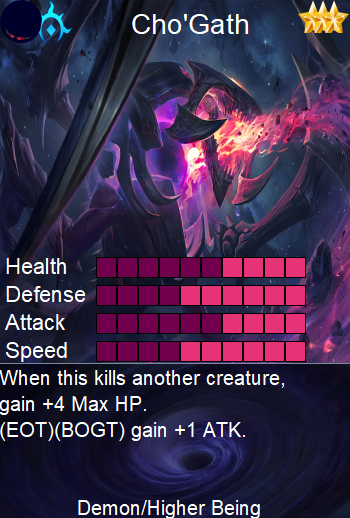 Cho'Gath
Health
Defense
Attack
Speed
When this kills another creature,
gain +4 Max HP.
(EOT)(BOGT) gain +1 ATK.
Demon/Higher Being